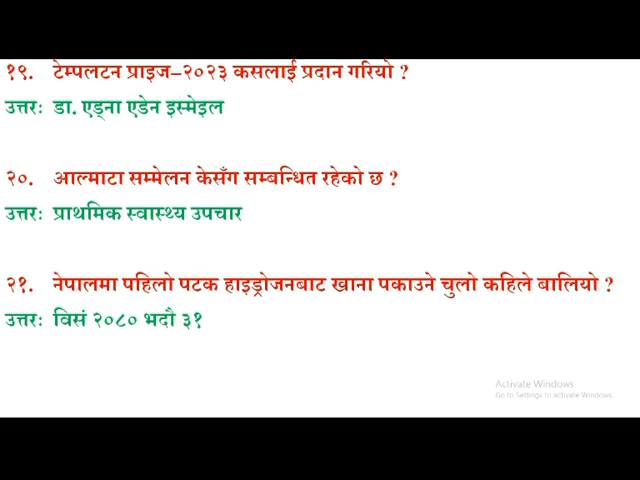 १९. टेम्पलटन प्राइज–२०२३ कसलाई प्रदान गरियो ?
उत्तरः डा. एड्ना एडेन इस्मेइल
२०. आल्माटा सम्मेलन केसँग सम्बन्धित रहेको छ ?
उत्तरः प्राथमिक स्वास्थ्य उपचार
२१. नेपालमा पहिलो पटक हाइड्रोजनबाट खाना पकाउने चुलो कहिले बालियो ?
उत्तरः विसं २०८० भदौ ३१
Activate Windows
Go to Settings to activate Windows.